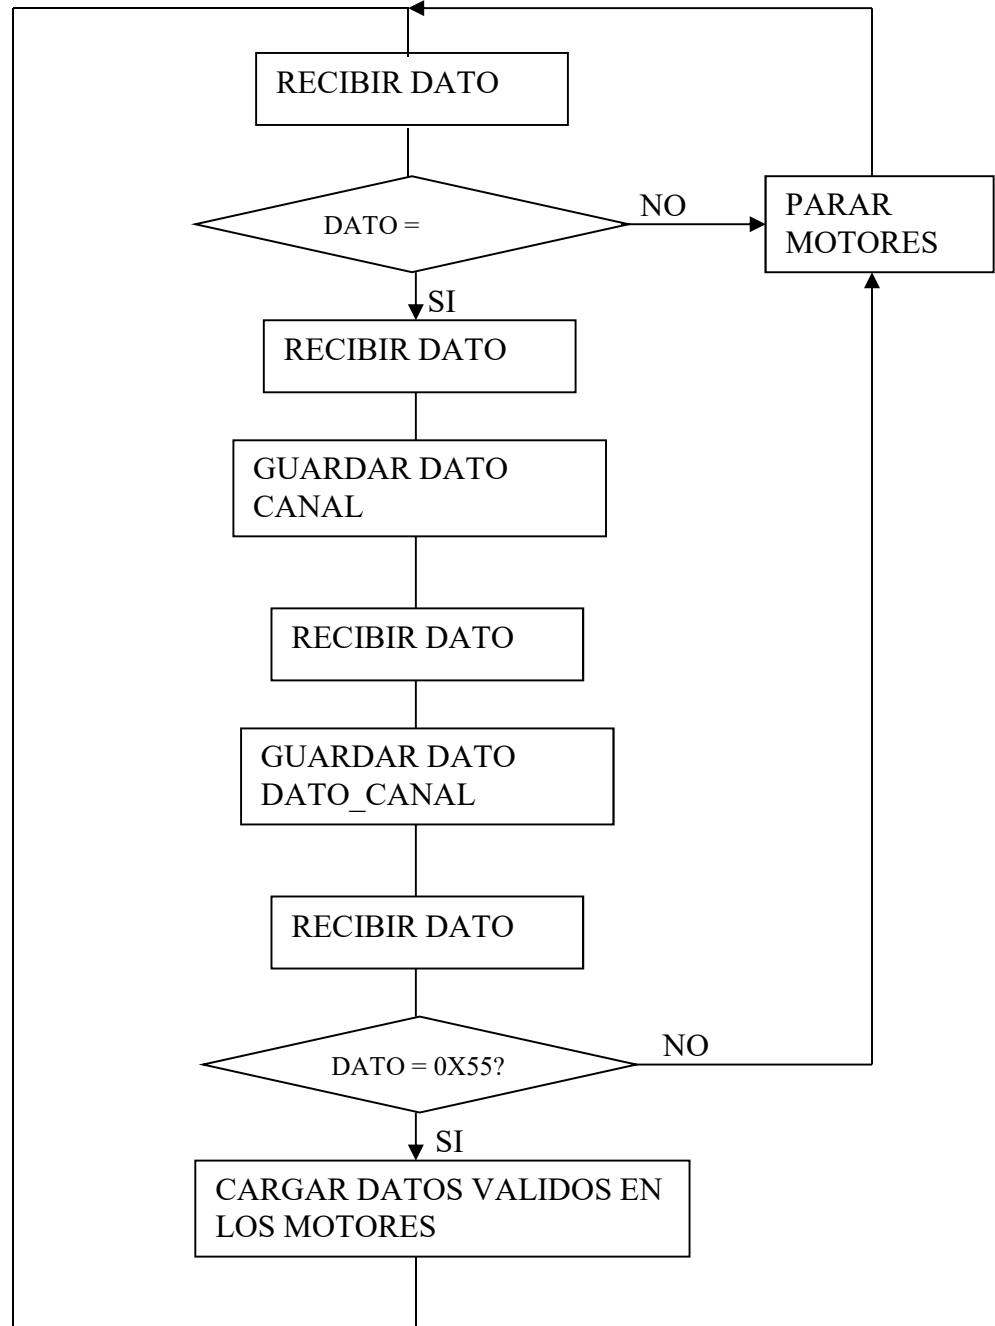 RECIBIR DATO
DATO =
NO
PARAR
MOTORES
SI
RECIBIR DATO
GUARDAR DATO
CANAL
RECIBIR DATO
GUARDAR DATO
DATO_CANAL
RECIBIR DATO
DATO = 0X55?
NO
SI
CARGAR DATOS VALIDOS EN
LOS MOTORES